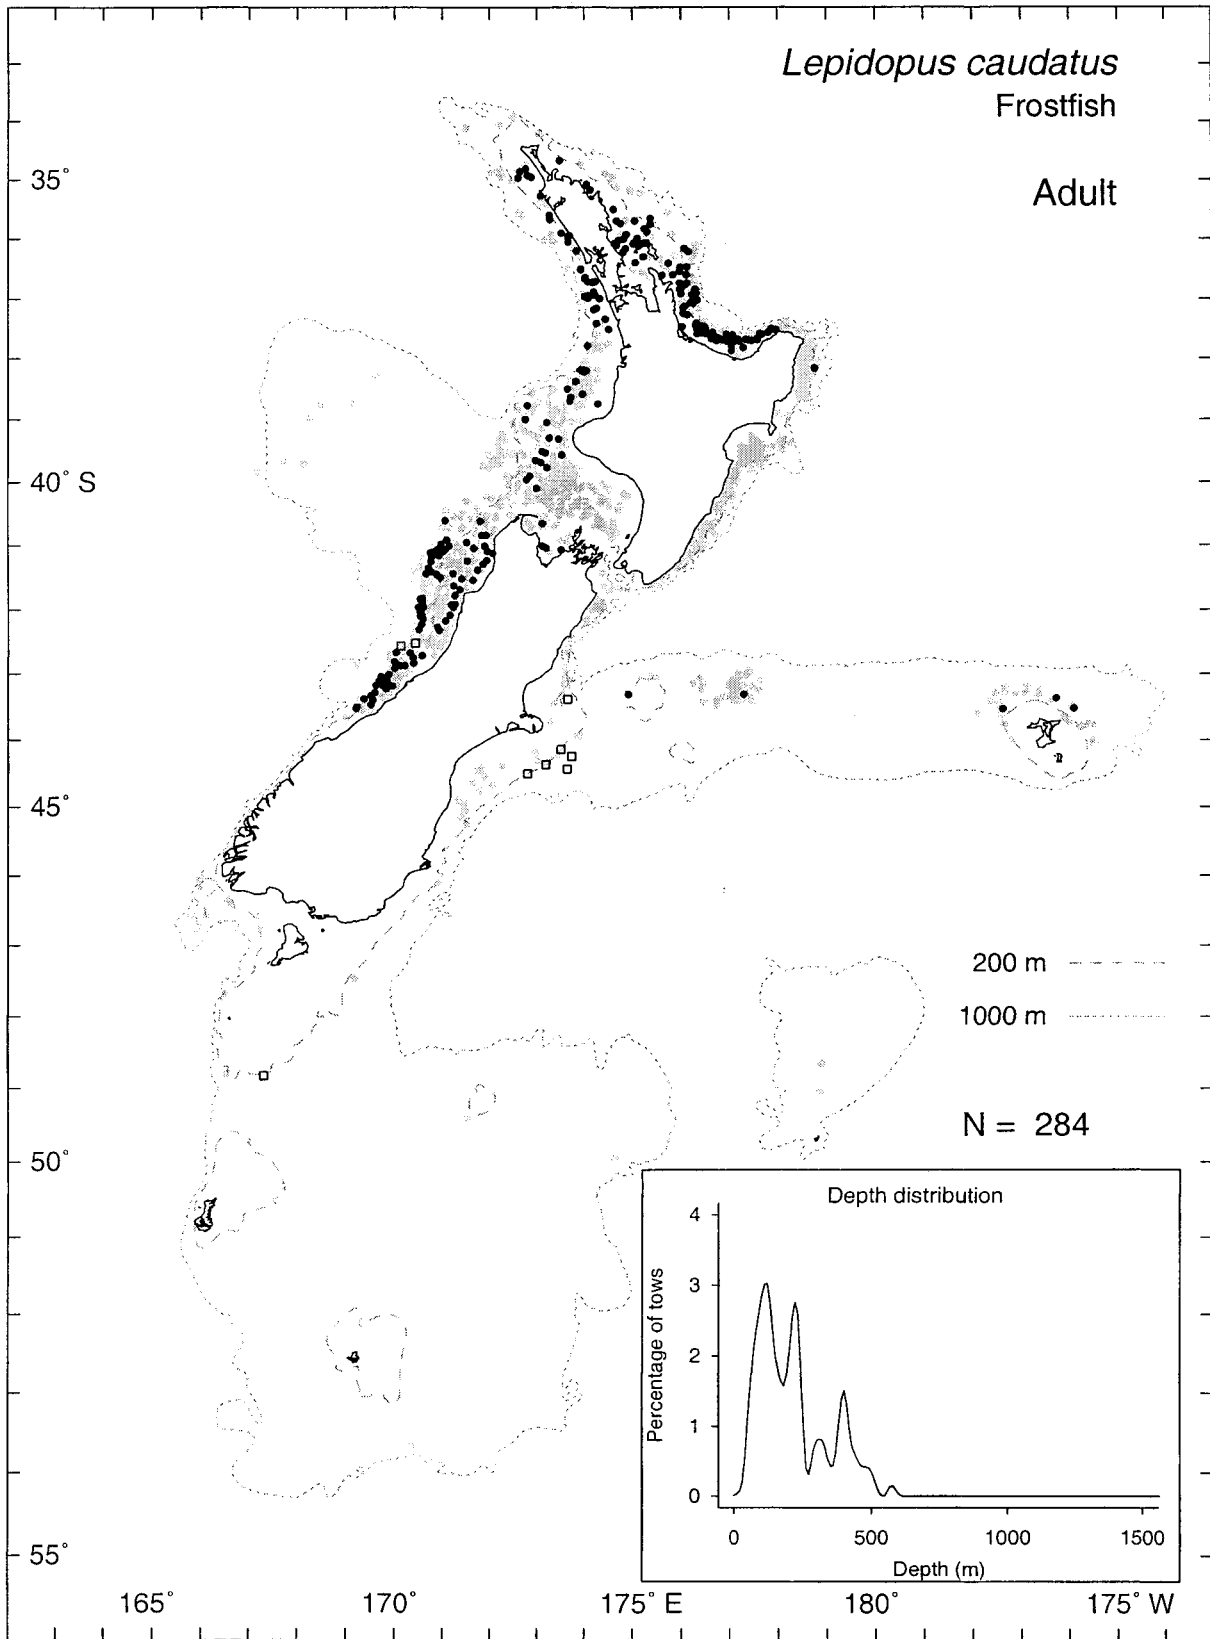 Lepidopus caudatus
Frostfish
Adult
35°
40° S
45°
200 m
1000 m
N = 284
50°
Depth distribution
4
3
2
1
0
Percentage of tows
0 500 1000 1500
Depth (m)
55°
165° 170° 175° E 180° 175° W